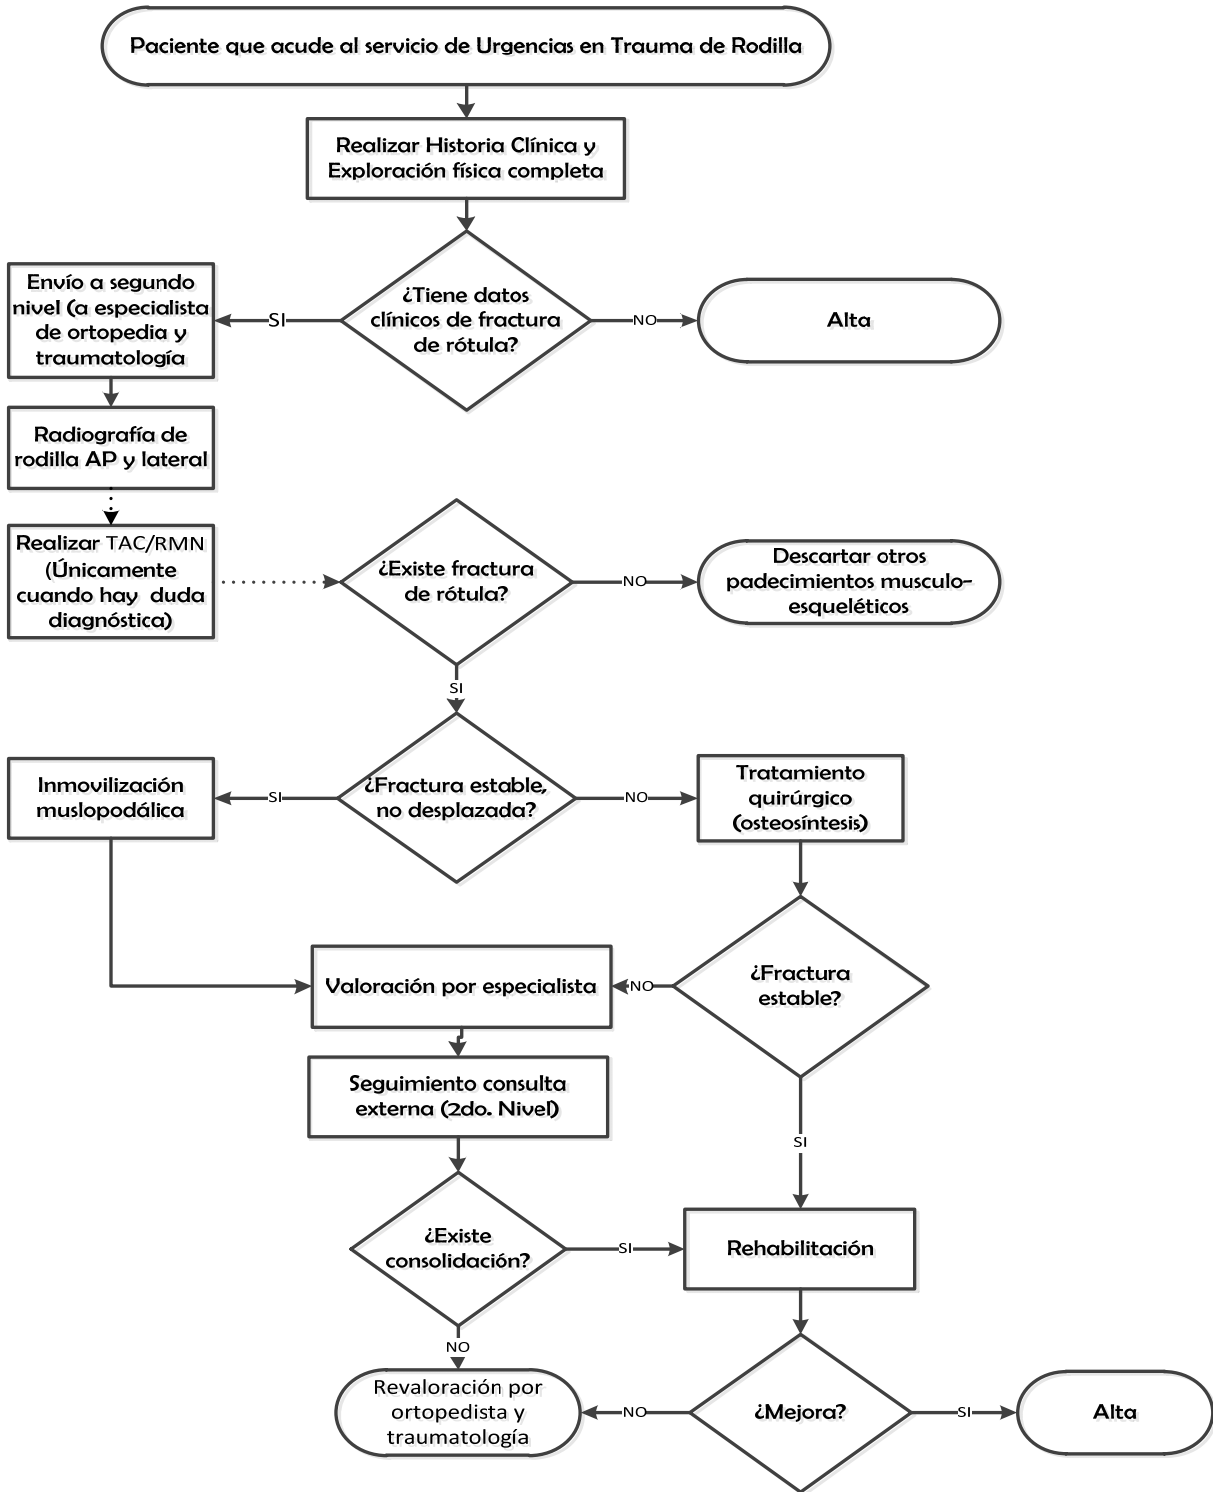 Paciente que acude al servicio de Urgencias en Trauma de Rodilla
Realizar Historia Clínica y
Exploración física completa
¿Tiene datos
clínicos de fractura
de rótula?
SI
NO
Envío a segundo
nivel (a especialista
de ortopedia y
traumatología
Alta
Radiografía de
rodilla AP y lateral
Realizar TAC/RMN
(Únicamente
cuando hay duda
diagnóstica)
¿Existe fractura
de rótula?
NO
Descartar otros
padecimientos musculo-
esqueléticos
SI
Inmovilización
muslopodálica
SI
¿Fractura estable,
no desplazada?
NO
Tratamiento
quirúrgico
(osteosíntesis)
Valoración por especialista
NO
¿Fractura
estable?
Seguimiento consulta
externa (2do. Nivel)
SI
¿Existe
consolidación?
SI
Rehabilitación
NO
Revaloración por
ortopedista y
traumatología
NO
¿Mejora?
SI
Alta